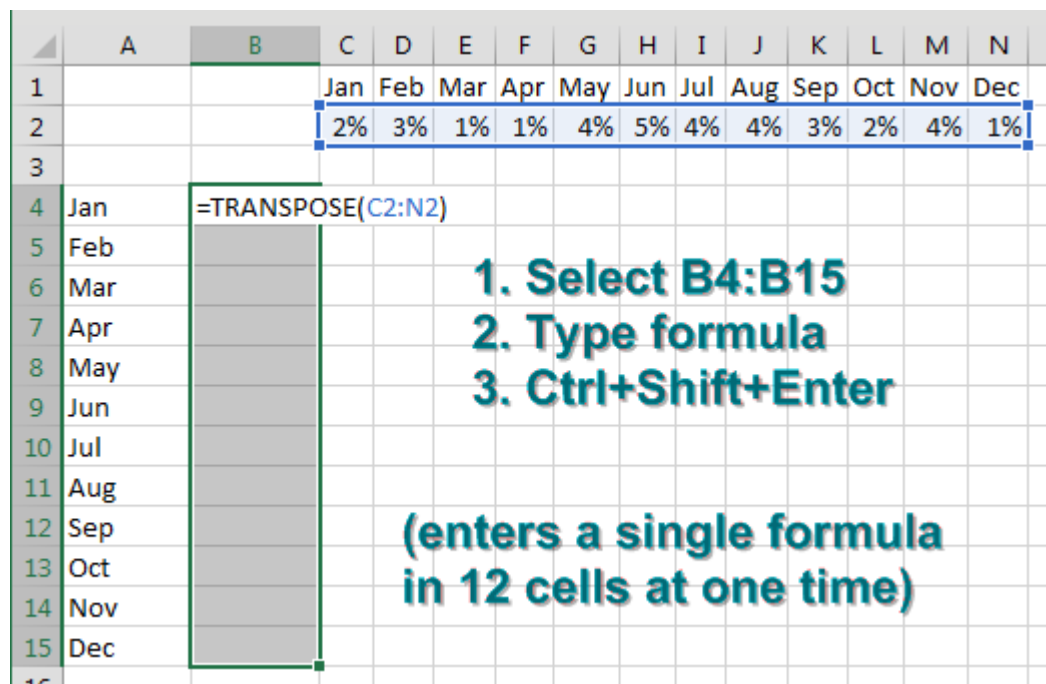 A B C D E F G H I J K L M N
1 Jan Feb Mar Apr May Jun Jul Aug Sep Oct Nov Dec
2 2% 3% 1% 1% 4% 5% 4% 4% 3% 2% 4% 1%
3
4 Jan =TRANSPOSE(C2:N2)
5 Feb
6 Mar
1. Select B4:B15
7 Apr
2. Type formula
8 May
3. Ctrl+Shift+Enter
9 Jun
10 Jul
11 Aug
12 Sep
(enters a single formula
13 Oct
in 12 cells at one time)
14 Nov
15 Dec